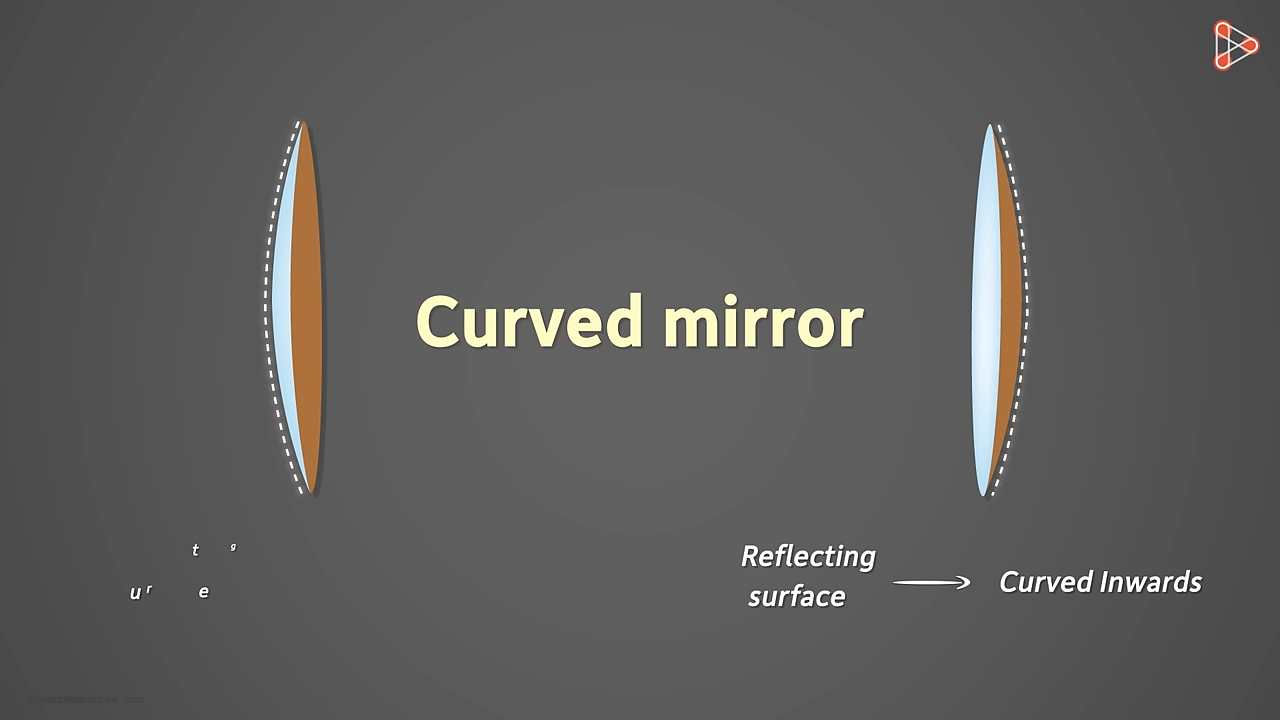 Curved mirror
t g
u r e
Reflecting
surface
Curved Inwards